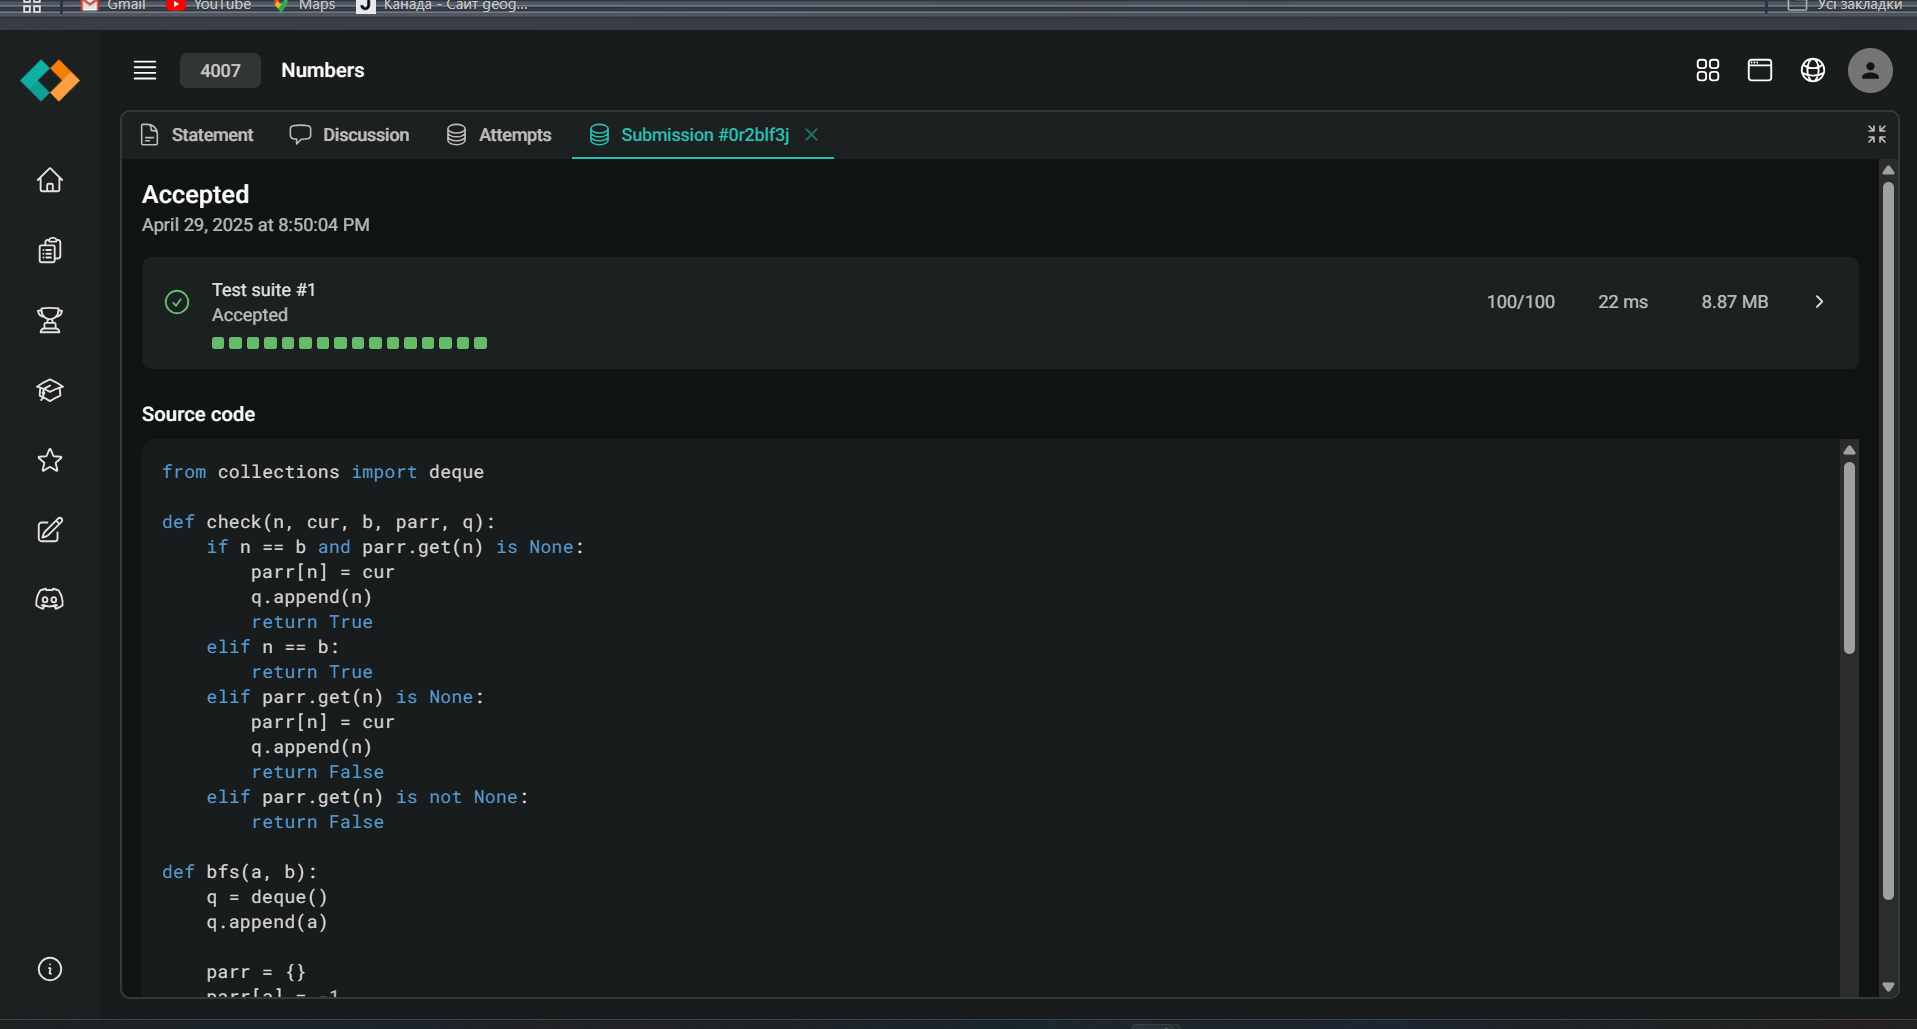 Gmail YouTube Maps Канада - Сайт geog... Усі закладки
4007 Numbers
Statement Discussion Attempts Submission #0r2blf3j
Accepted
April 29, 2025 at 8:50:04 PM
Test suite #1
Accepted
100/100 22 ms 8.87 MB
Source code
from collections import deque
def check(n, cur, b, parr, q):
    if n == b and parr.get(n) is None:
        parr[n] = cur
        q.append(n)
        return True
    elif n == b:
        return True
    elif parr.get(n) is None:
        parr[n] = cur
        q.append(n)
        return False
    elif parr.get(n) is not None:
        return False
def bfs(a, b):
    q = deque()
    q.append(a)
    parr = {}
    parr[a] = -1